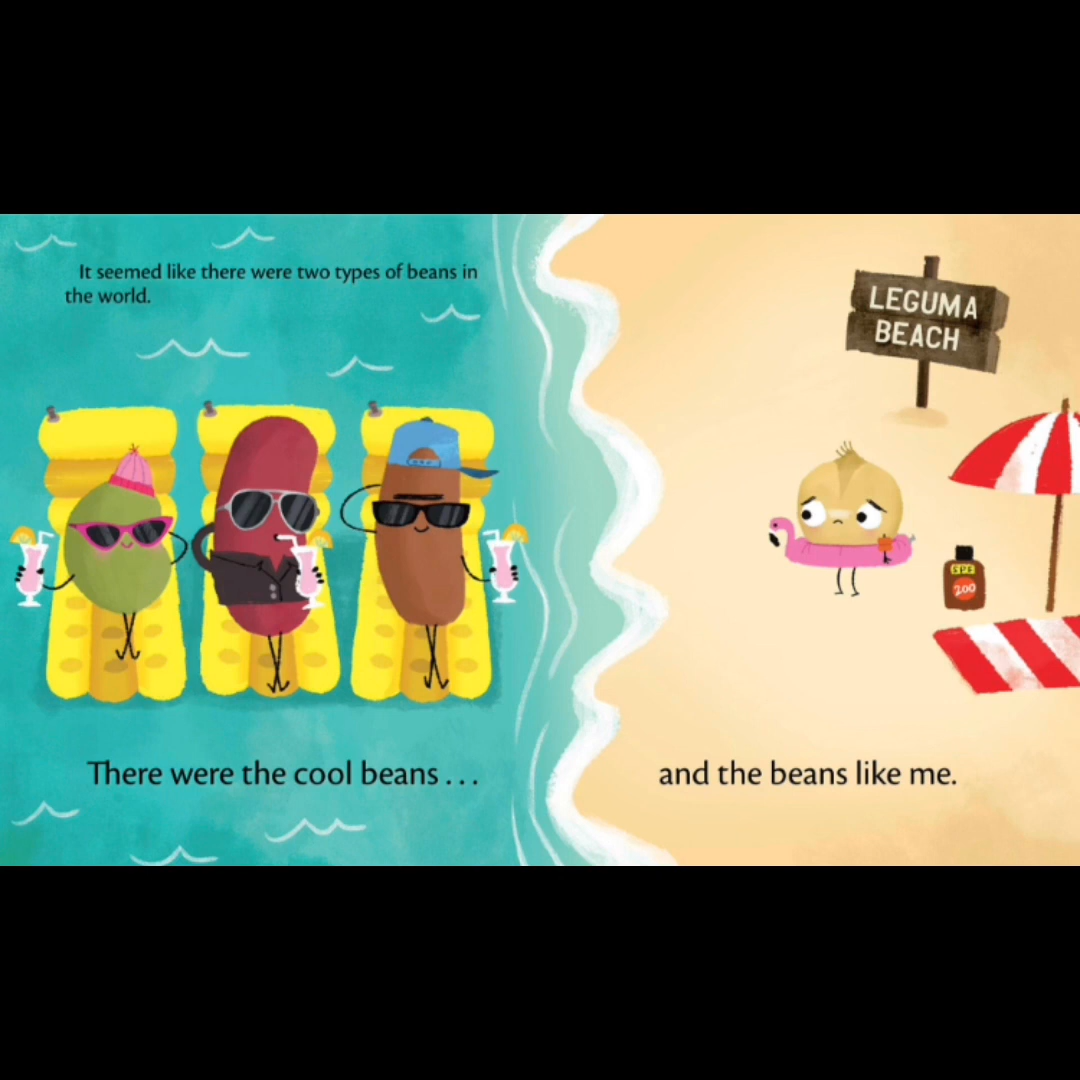 It seemed like there were two types of beans in
the world.
There were the cool beans . . .
LEGUMA
BEACH
SPF
200
and the beans like me.